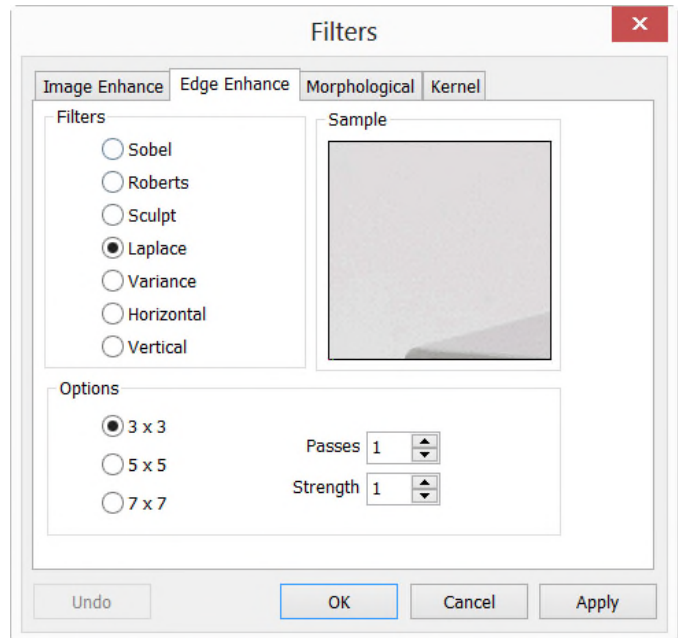 Filters
x
Image Enhance Edge Enhance Morphological Kernel
Filters
Sobel
Roberts
Sculpt
Laplace
Variance
Horizontal
Vertical
Sample
Options
3 x 3
5 x 5
7 x 7
Passes 1
Strength 1
Undo OK Cancel Apply